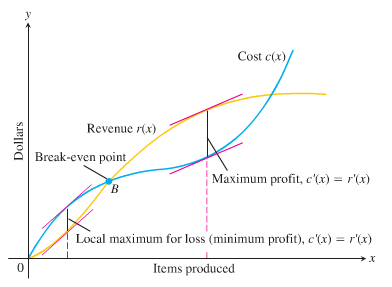 y
Cost c(x)
Revenue r(x)
Dollars
Break-even point
B
Maximum profit, c′(x) = r′(x)
Local maximum for loss (minimum profit), c′(x) = r′(x)
x
0
Items produced